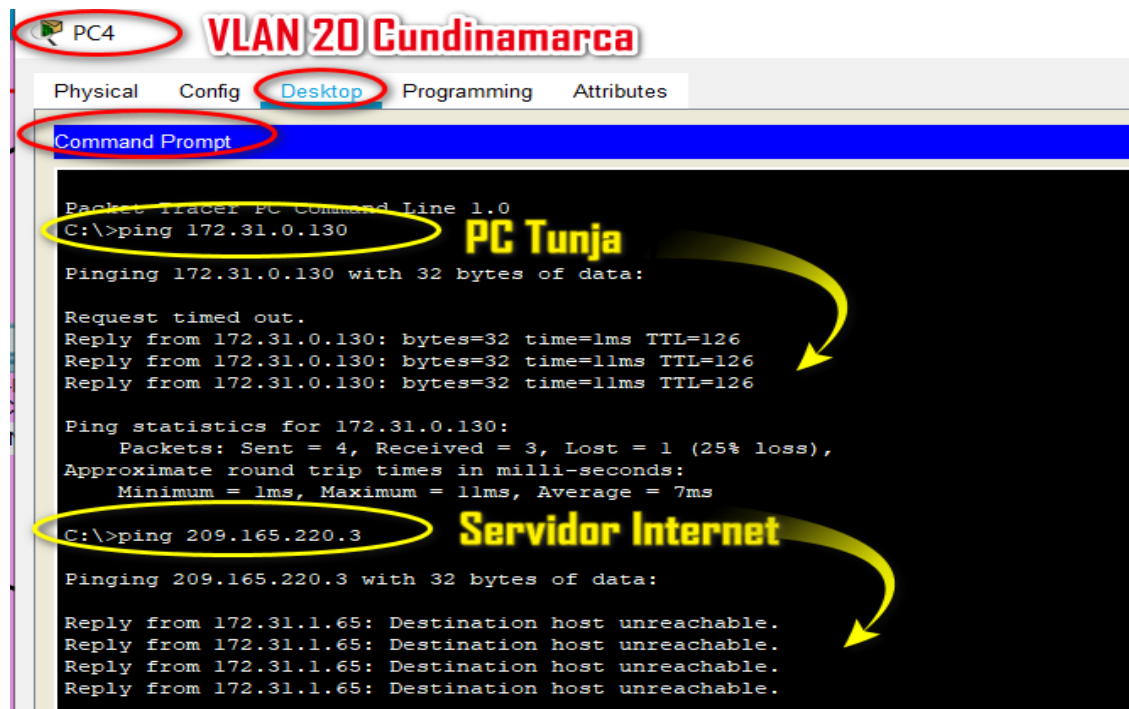 PC4
VLAN 20 Cundinamarca
Physical Config Desktop Programming Attributes
Command Prompt
Packet Tracer PC Command Line 1.0
C:\>ping 172.31.0.130
PC Tunja
Pinging 172.31.0.130 with 32 bytes of data:
Request timed out.
Reply from 172.31.0.130: bytes=32 time=1ms TTL=126
Reply from 172.31.0.130: bytes=32 time=11ms TTL=126
Reply from 172.31.0.130: bytes=32 time=11ms TTL=126
Ping statistics for 172.31.0.130:
Packets: Sent = 4, Received = 3, Lost = 1 (25% loss),
Approximate round trip times in milli-seconds:
Minimum = 1ms, Maximum = 11ms, Average = 7ms
C:\>ping 209.165.220.3
Servidor Internet
Pinging 209.165.220.3 with 32 bytes of data:
Reply from 172.31.1.65: Destination host unreachable.
Reply from 172.31.1.65: Destination host unreachable.
Reply from 172.31.1.65: Destination host unreachable.
Reply from 172.31.1.65: Destination host unreachable.